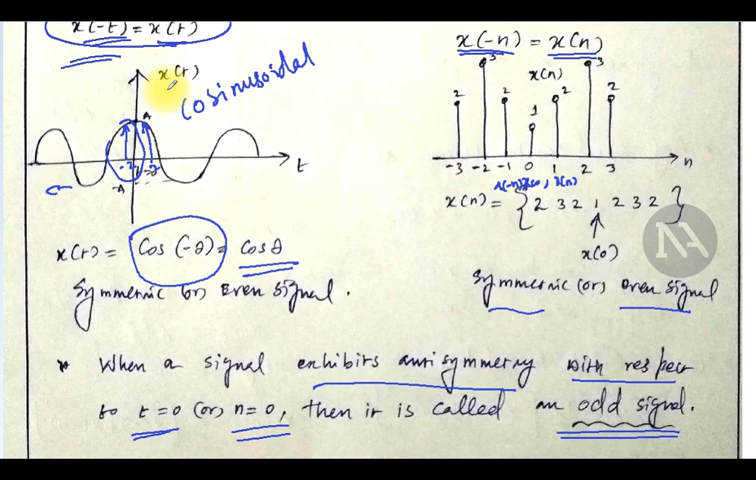 x(-t) = x(t)
x(-n) = x(n)
x(t)
Cosinusoidal
A
-A
t
x(n)
2 3 2 1 2 3 2
-3 -2 -1 0 1 2 3 n
x(n) = { 2 3 2 1 2 3 2 }
x(0)
x(t) = Cos (-θ) = Cosθ
Symmetric (or) Even signal.
Symmetric (or) Even signal
* When a signal exhibits antisymmetry with respect
to t=0 (or) n=0, then it is called an odd signal.